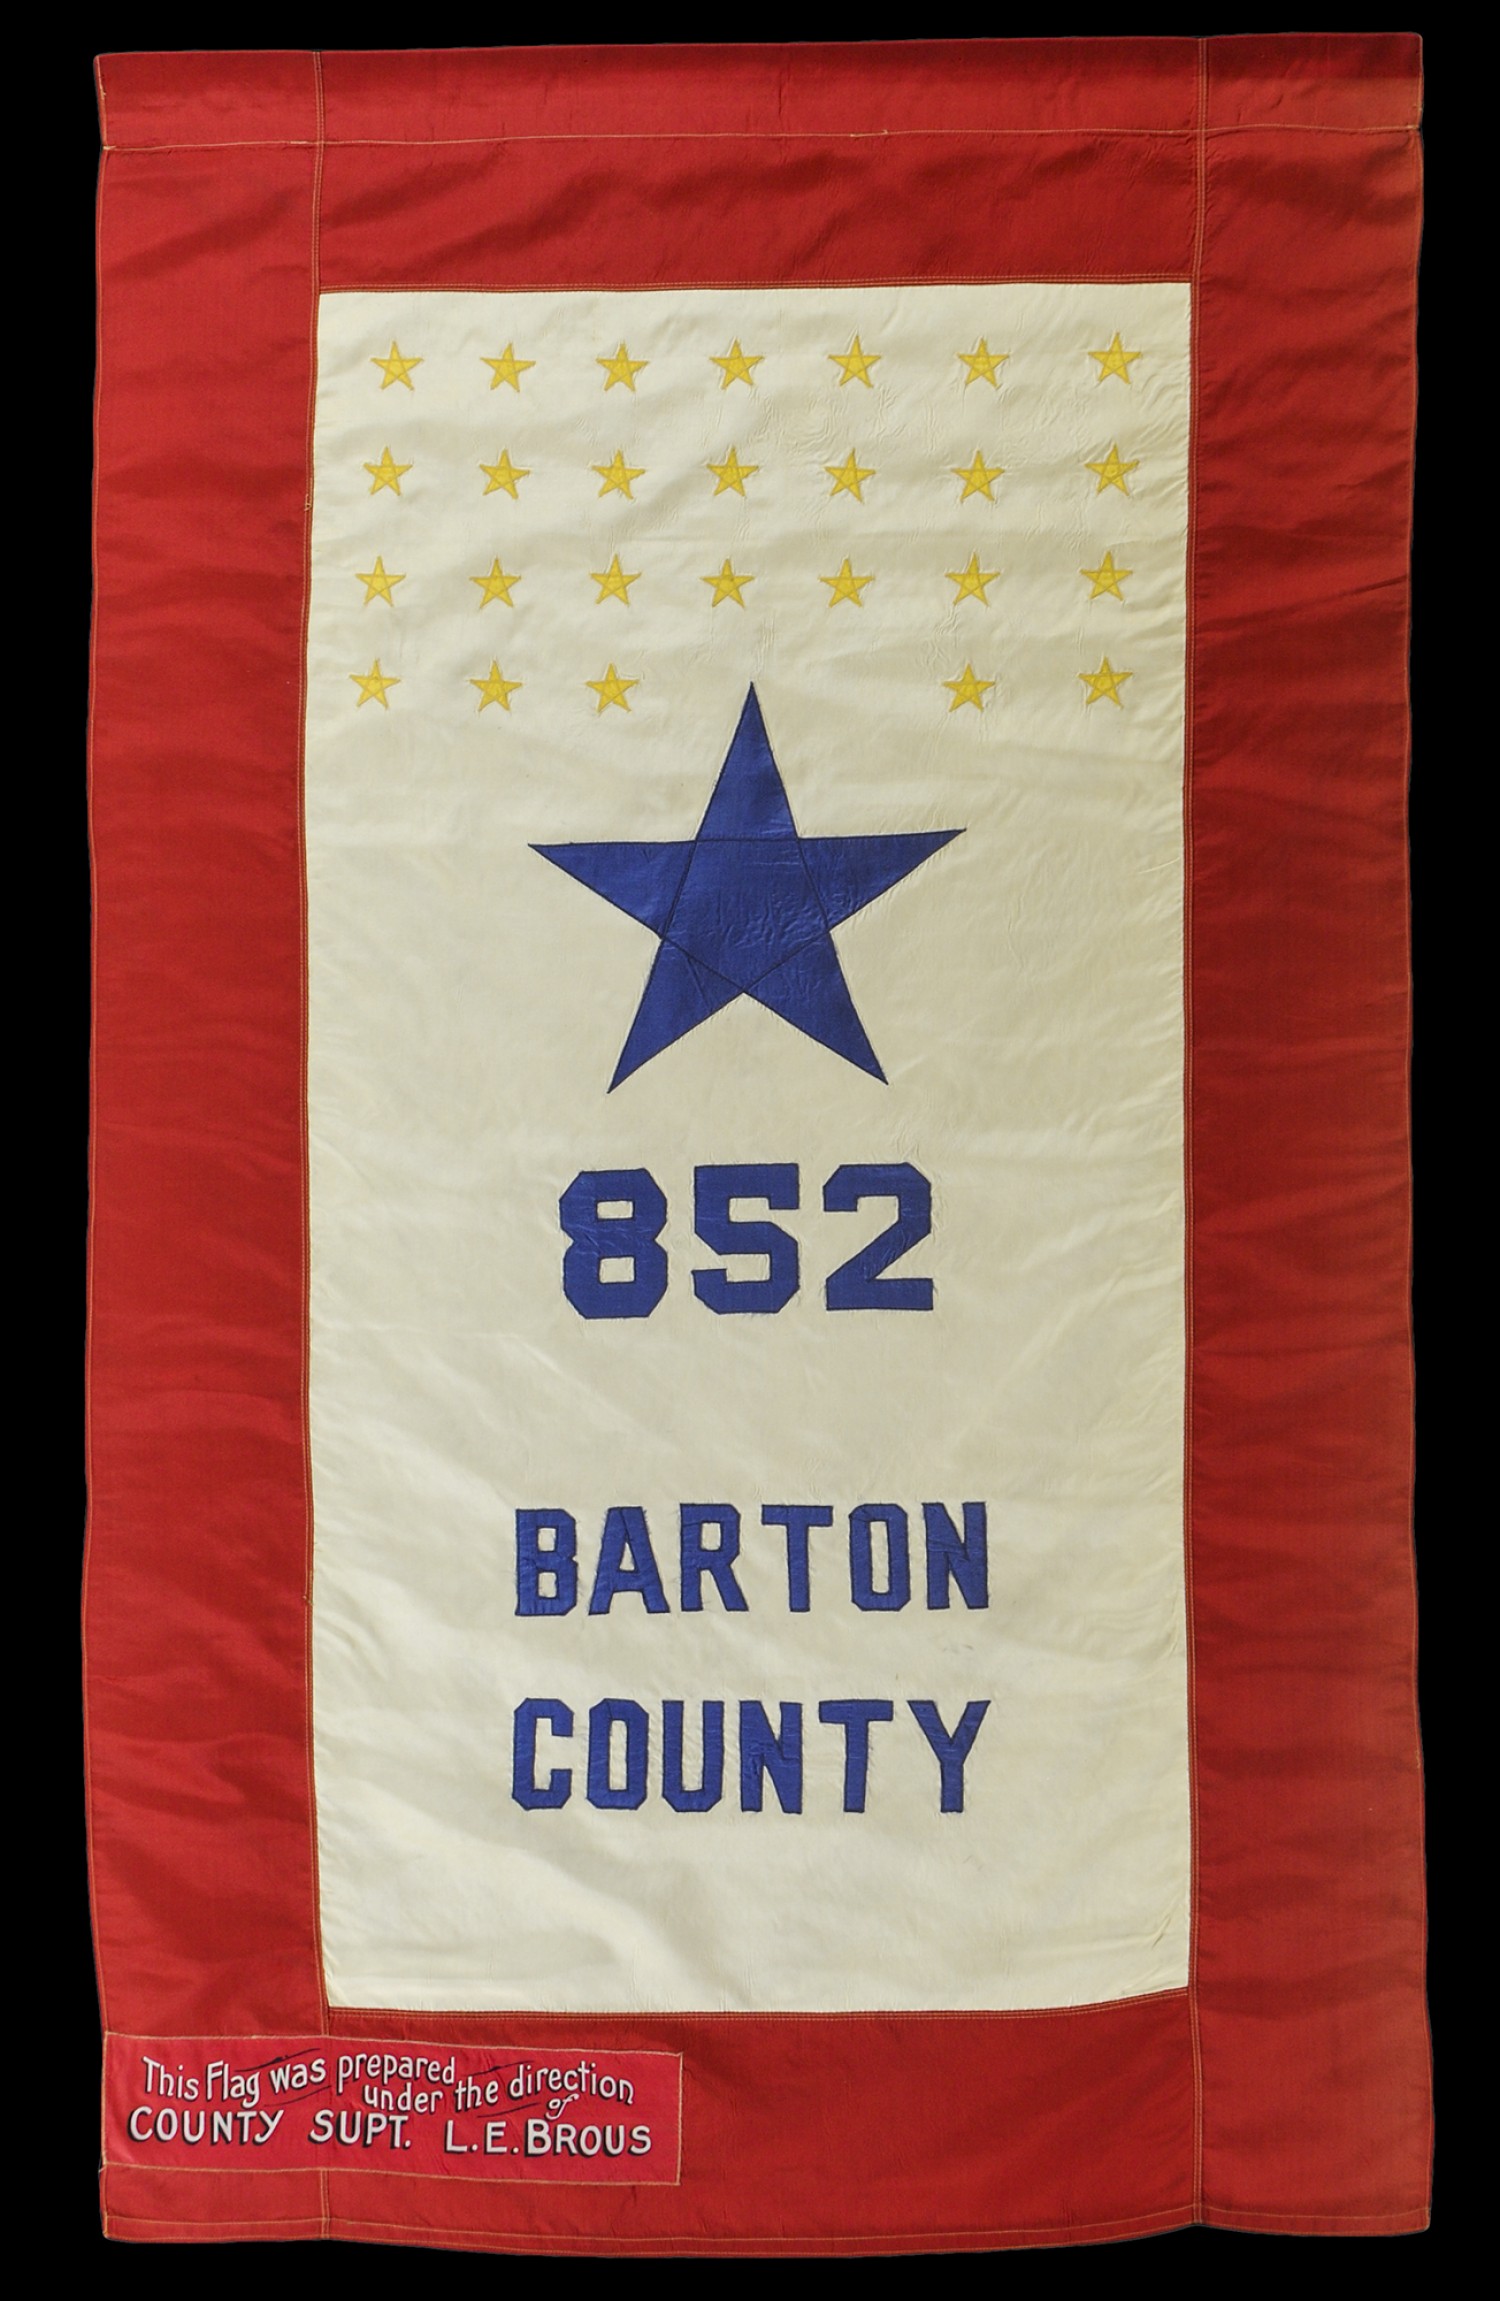 852
BARTON
COUNTY
This Flag was prepared
under the direction
of
COUNTY SUPT. L.E. BROUS